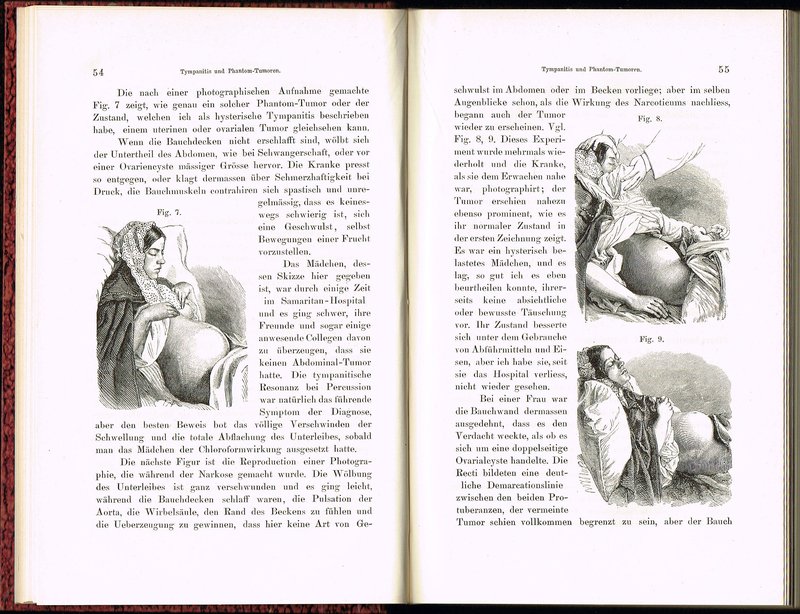 54
Tympanitis und Phantom-Tumoren.
Die nach einer photographischen Aufnahme gemachte
Fig. 7 zeigt, wie genau ein solcher Phantom-Tumor oder der
Zustand, welchen ich als hysterische Tympanitis beschrieben
habe, einem uterinen oder ovarialen Tumor gleichsehen kann.
Wenn die Bauchdecken nicht erschlafft sind, wölbt sich
der Untertheil des Abdomen, wie bei Schwangerschaft, oder vor
einer Ovariencyste mässiger Grösse hervor. Die Kranke presst
so entgegen, oder klagt dermassen über Schmerzhaftigkeit bei
Druck, die Bauchmuskeln contrahiren sich spastisch und unre-
gelmässig, dass es keines-
wegs schwierig ist, sich
eine Geschwulst, selbst
Bewegungen einer Frucht
vorzustellen.
Fig. 7.
Das Mädchen, des-
sen Skizze hier gegeben
ist, war durch einige Zeit
im Samaritan-Hospital
und es ging schwer, ihre
Freunde und sogar einige
anwesende Collegen davon
zu überzeugen, dass sie
keinen Abdominal-Tumor
hatte. Die tympanitische
Resonanz bei Percussion
war natürlich das führende
Symptom der Diagnose,
aber den besten Beweis bot das völlige Verschwinden der
Schwellung und die totale Abflachung des Unterleibes, sobald
man das Mädchen der Chloroformwirkung ausgesetzt hatte.
Die nächste Figur ist die Reproduction einer Photogra-
phie, die während der Narkose gemacht wurde. Die Wölbung
des Unterleibes ist ganz verschwunden und es ging leicht,
während die Bauchdecken schlaff waren, die Pulsation der
Aorta, die Wirbelsäule, den Rand des Beckens zu fühlen und
die Ueberzeugung zu gewinnen, dass hier keine Art von Ge-
Tympanitis und Phantom-Tumoren.
55
schwulst im Abdomen oder im Becken vorliege; aber im selben
Augenblicke schon, als die Wirkung des Narcoticums nachliess,
begann auch der Tumor
wieder zu erscheinen. Vgl.
Fig. 8, 9. Dieses Experi-
ment wurde mehrmals wie-
derholt und die Kranke,
als sie dem Erwachen nahe
war, photographirt; der
Tumor erschien nahezu
ebenso prominent, wie es
ihr normaler Zustand in
der ersten Zeichnung zeigt.
Es war ein hysterisch be-
lastetes Mädchen, und es
lag, so gut ich es eben
beurtheilen konnte, ihrer-
seits keine absichtliche
oder bewusste Täuschung
vor. Ihr Zustand besserte
sich unter dem Gebrauche
von Abführmitteln und Ei-
sen, aber ich habe sie, seit
sie das Hospital verliess,
nicht wieder gesehen.
Fig. 8.
Fig. 9.
Bei einer Frau war
die Bauchwand dermassen
ausgedehnt, dass es den
Verdacht weckte, als ob es
sich um eine doppelseitige
Ovarialcyste handelte. Die
Recti bildeten eine deut-
liche Demarcationslinie
zwischen den beiden Pro-
tuberanzen, der vermeinte
Tumor schien vollkommen begrenzt zu sein, aber der Bauch